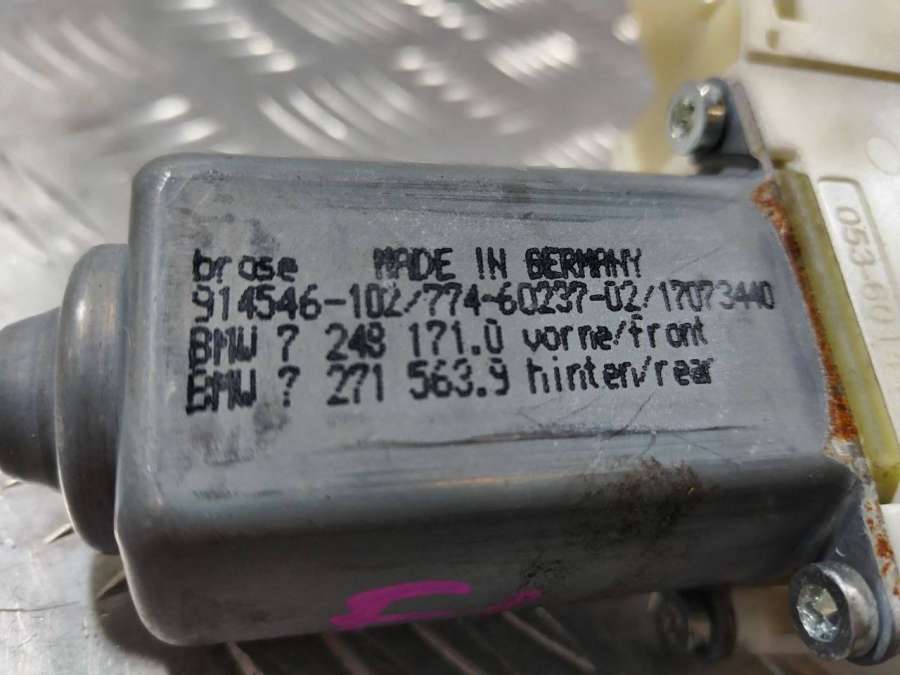 brose MADE IN GERMANY
914546-102/774-60237-02/17073440
BMW 7 248 171.0 vorne/front
BMW 7 271 563.9 hinten/rear